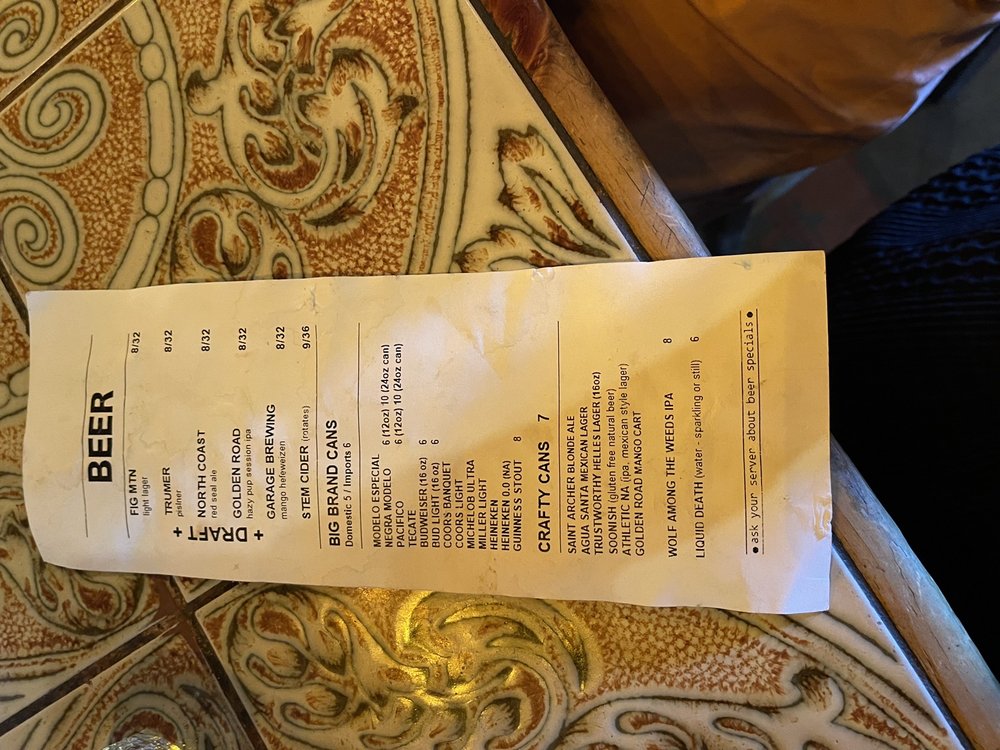 BEER
+ DRAFT +
FIG MTN 8/32
light lager
TRUMER 8/32
pislner
NORTH COAST 8/32
red seal ale
GOLDEN ROAD 8/32
hazy pup session ipa
GARAGE BREWING 8/32
mango hefeweizen
STEM CIDER (rotates) 9/36
BIG BRAND CANS
Domestic 5 / Imports 6
MODELO ESPECIAL 6 (12oz) 10 (24oz can)
NEGRA MODELO 6 (12oz) 10 (24oz can)
PACIFICO
TECATE
BUDWEISER (16 oz) 6
BUD LIGHT (16 oz) 6
COORS BANQUET
COORS LIGHT
MICHELOB ULTRA
MILLER LIGHT
HEINEKEN
HEINEKEN 0.0 (NA)
GUINNESS STOUT 8
CRAFTY CANS 7
SAINT ARCHER BLONDE ALE
AGUA SANTA MEXICAN LAGER
TRUSTWORTHY HELLES LAGER (16oz)
SOONISH (gluten free natural beer)
ATHLETIC NA (ipa, mexican style lager)
GOLDEN ROAD MANGO CART
WOLF AMONG THE WEEDS IPA 8
LIQUID DEATH (water - sparkling or still) 6
● ask your server about beer specials ●